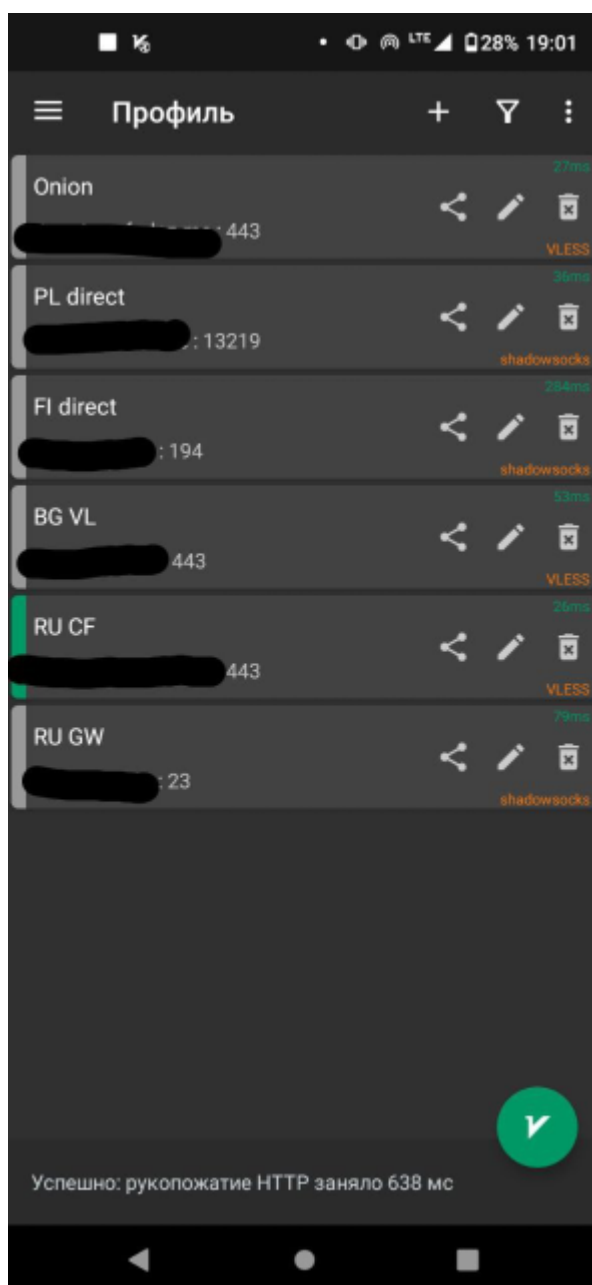 LTE 28% 19:01
Профиль
27ms
Onion
: 443
VLESS
36ms
PL direct
: 13219
shadowsocks
284ms
FI direct
: 194
shadowsocks
53ms
BG VL
443
VLESS
26ms
RU CF
443
VLESS
79ms
RU GW
: 23
shadowsocks
Успешно: рукопожатие HTTP заняло 638 мс